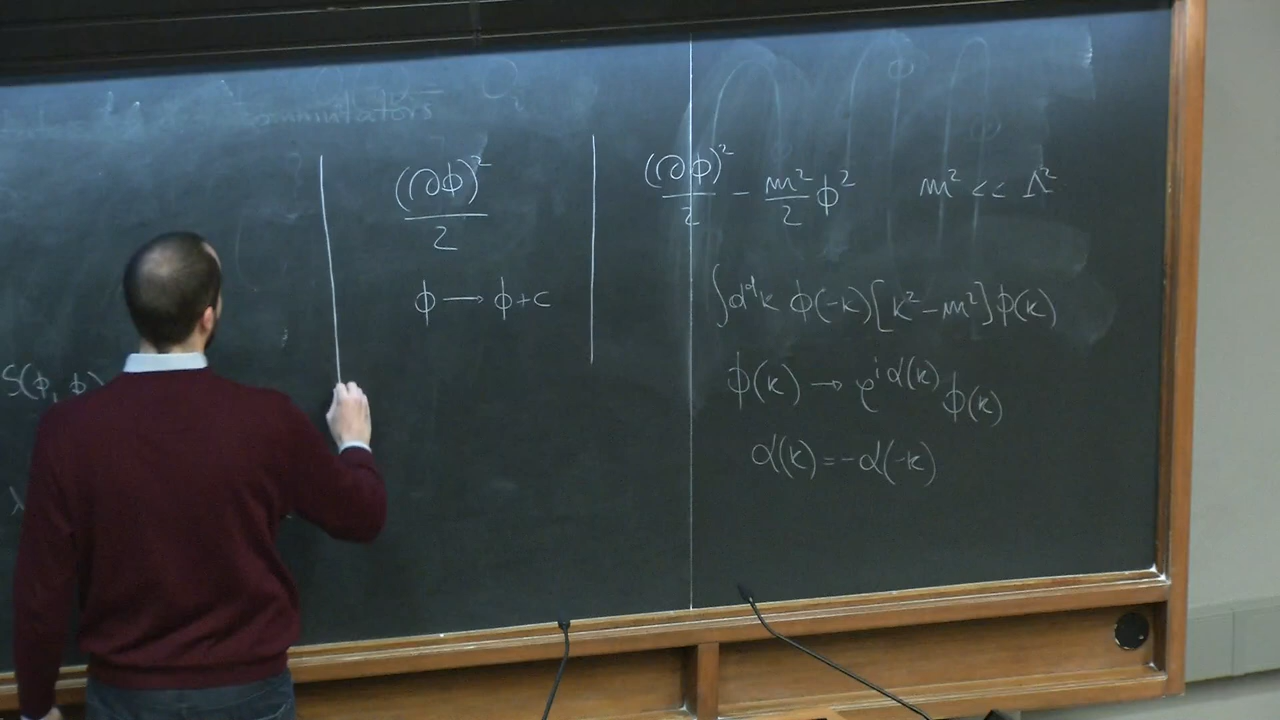 commutators
(∂ϕ)²/2
ϕ → ϕ+c
(∂ϕ)²/2 - m²/2 ϕ² m² << Λ²
∫d⁴k ϕ(-k)[k²-m²]ϕ(k)
ϕ(k) → e^{iα(k)} ϕ(k)
α(k)=-α(-k)
S(ϕ, ϕ)
λ